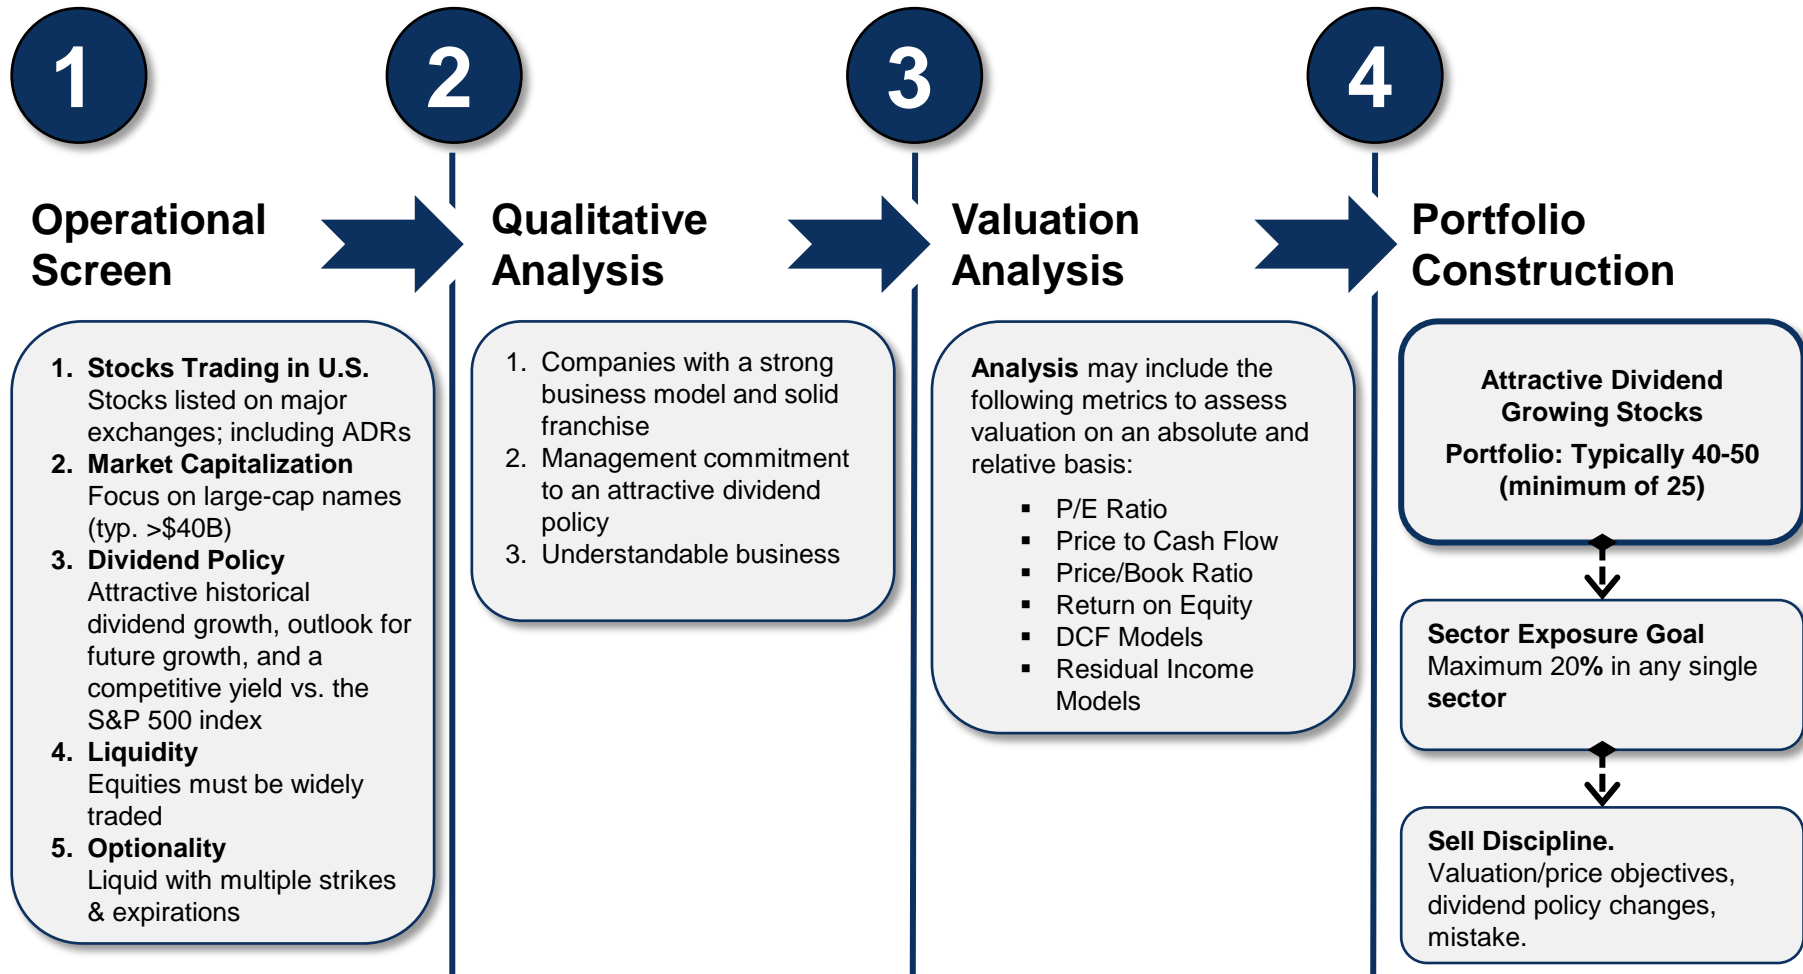 1
Operational
Screen
1. Stocks Trading in U.S.
Stocks listed on major
exchanges; including ADRs
2. Market Capitalization
Focus on large-cap names
(typ. >$40B)
3. Dividend Policy
Attractive historical
dividend growth, outlook for
future growth, and a
competitive yield vs. the
S&P 500 index
4. Liquidity
Equities must be widely
traded
5. Optionality
Liquid with multiple strikes
& expirations
2
Qualitative
Analysis
1. Companies with a strong
business model and solid
franchise
2. Management commitment
to an attractive dividend
policy
3. Understandable business
3
Valuation
Analysis
Analysis may include the
following metrics to assess
valuation on an absolute and
relative basis:
▪ P/E Ratio
▪ Price to Cash Flow
▪ Price/Book Ratio
▪ Return on Equity
▪ DCF Models
▪ Residual Income
Models
4
Portfolio
Construction
Attractive Dividend
Growing Stocks
Portfolio: Typically 40-50
(minimum of 25)
Sector Exposure Goal
Maximum 20% in any single
sector
Sell Discipline.
Valuation/price objectives,
dividend policy changes,
mistake.